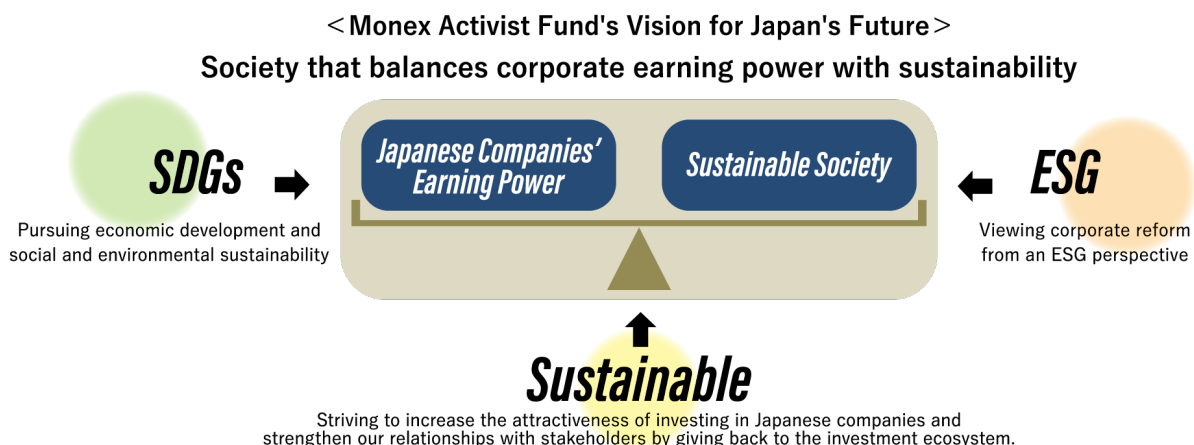 <Monex Activist Fund's Vision for Japan's Future>
Society that balances corporate earning power with sustainability
Japanese Companies'
Earning Power
Sustainable Society
SDGs
Pursuing economic development and
social and environmental sustainability
ESG
Viewing corporate reform
from an ESG perspective
Sustainable
Striving to increase the attractiveness of investing in Japanese companies and
strengthen our relationships with stakeholders by giving back to the investment ecosystem.